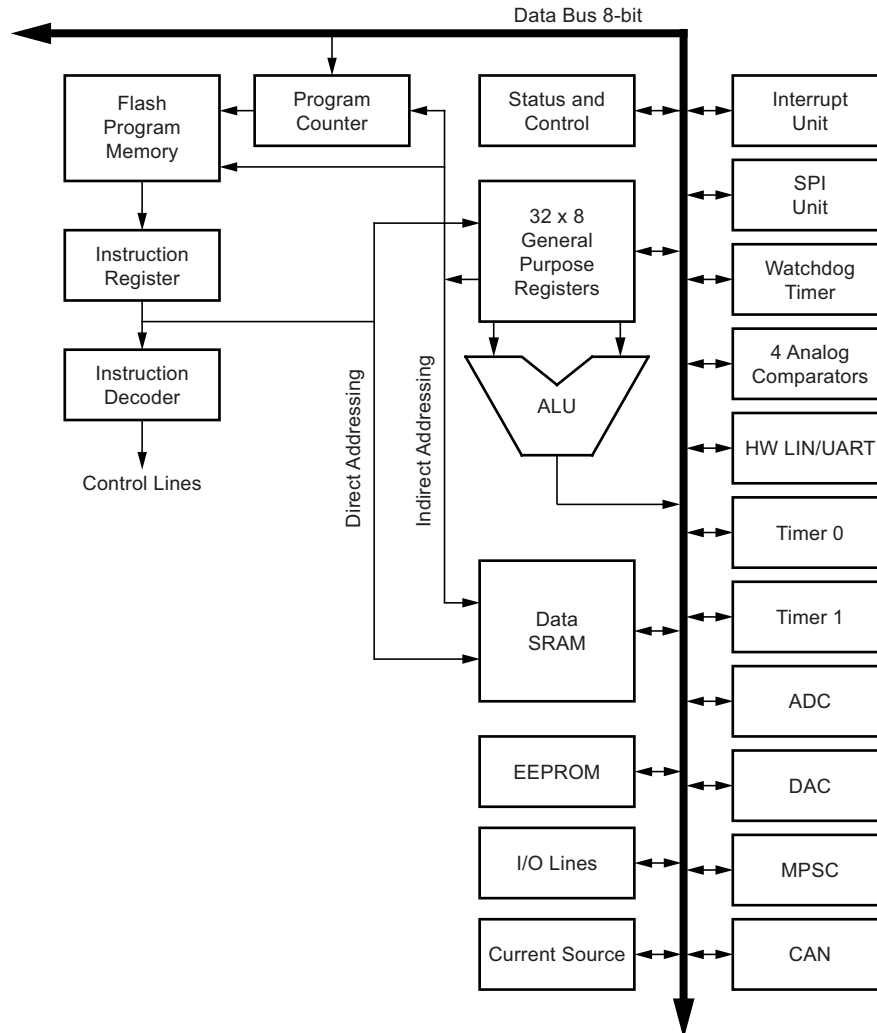 Data Bus 8-bit
Flash
Program
Memory
Program
Counter
Status and
Control
Interrupt
Unit
SPI
Unit
32 x 8
General
Purpose
Registers
Instruction
Register
Watchdog
Timer
Instruction
Decoder
4 Analog
Comparators
ALU
Direct Addressing
Indirect Addressing
HW LIN/UART
Control Lines
Timer 0
Data
SRAM
Timer 1
ADC
EEPROM
DAC
I/O Lines
MPSC
Current Source
CAN